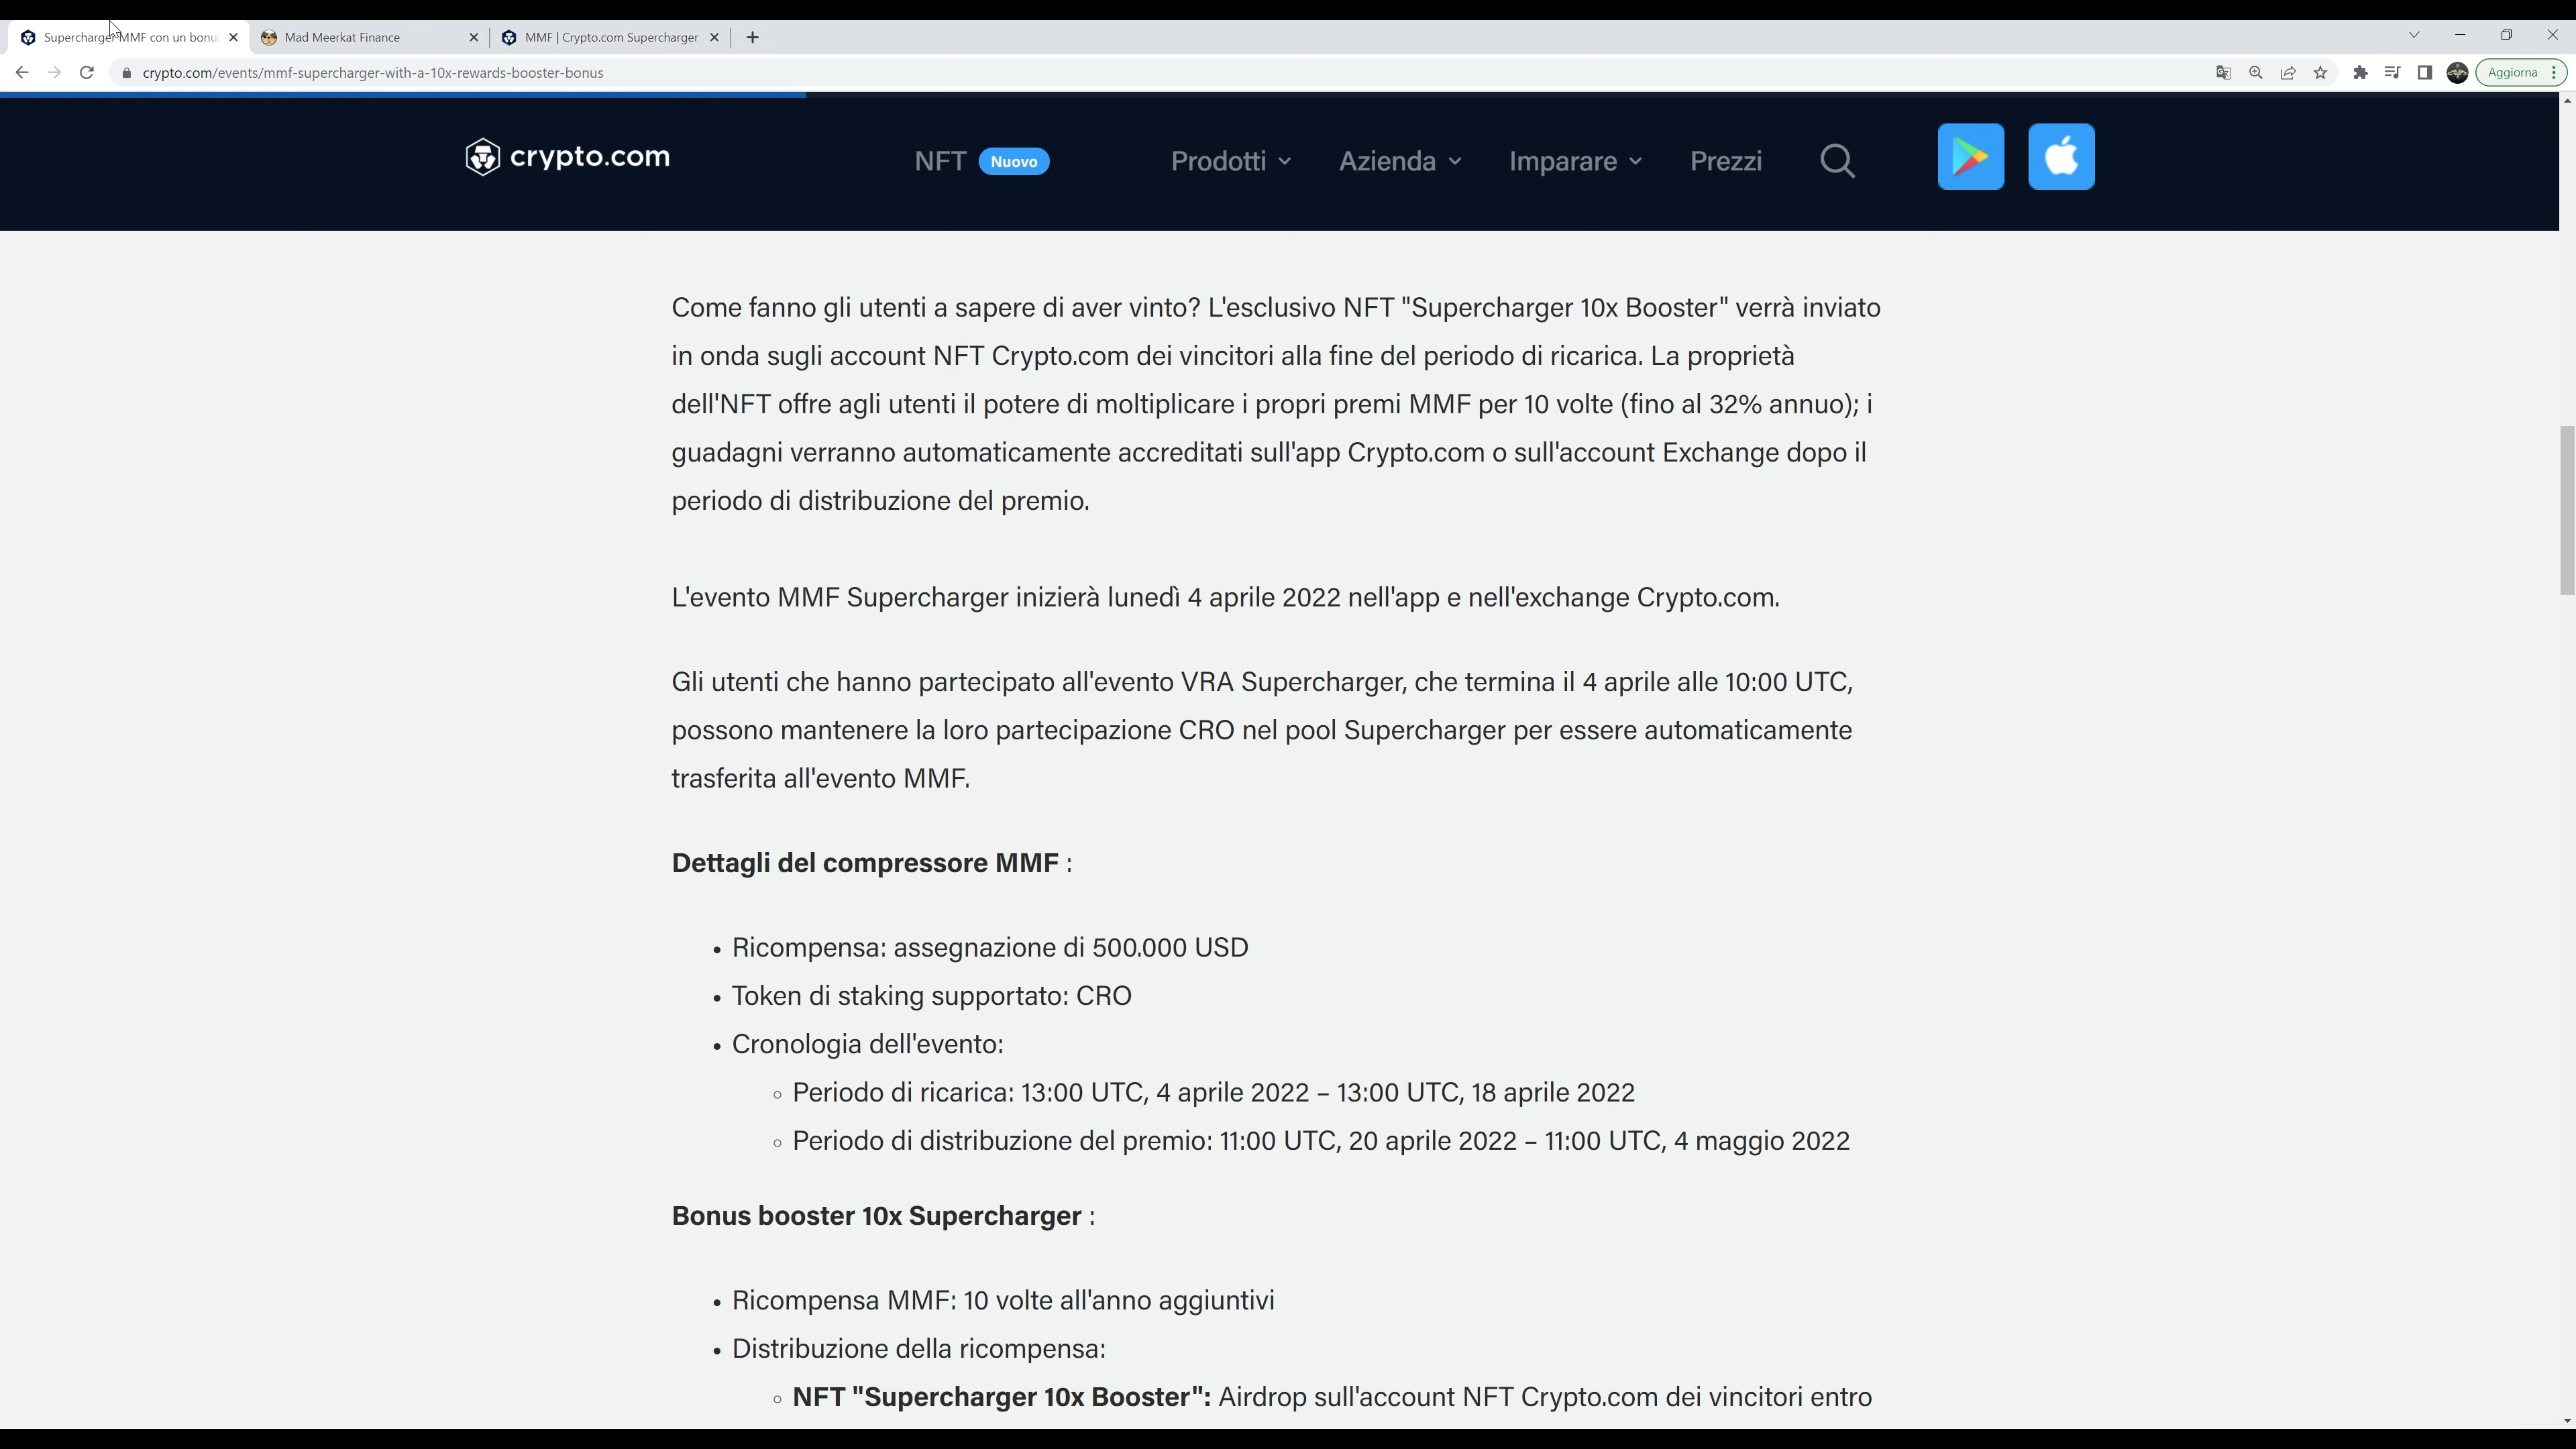 Supercharger MMF con un bonu
Mad Meerkat Finance
MMF | Crypto.com Supercharger
crypto.com/events/mmf-supercharger-with-a-10x-rewards-booster-bonus
Aggiorna
crypto.com
NFT Nuovo
Prodotti
Azienda
Imparare
Prezzi
Come fanno gli utenti a sapere di aver vinto? L'esclusivo NFT "Supercharger 10x Booster" verrà inviato
in onda sugli account NFT Crypto.com dei vincitori alla fine del periodo di ricarica. La proprietà
dell'NFT offre agli utenti il potere di moltiplicare i propri premi MMF per 10 volte (fino al 32% annuo); i
guadagni verranno automaticamente accreditati sull'app Crypto.com o sull'account Exchange dopo il
periodo di distribuzione del premio.
L'evento MMF Supercharger inizierà lunedì 4 aprile 2022 nell'app e nell'exchange Crypto.com.
Gli utenti che hanno partecipato all'evento VRA Supercharger, che termina il 4 aprile alle 10:00 UTC,
possono mantenere la loro partecipazione CRO nel pool Supercharger per essere automaticamente
trasferita all'evento MMF.
Dettagli del compressore MMF :
• Ricompensa: assegnazione di 500.000 USD
• Token di staking supportato: CRO
• Cronologia dell'evento:
○ Periodo di ricarica: 13:00 UTC, 4 aprile 2022 – 13:00 UTC, 18 aprile 2022
○ Periodo di distribuzione del premio: 11:00 UTC, 20 aprile 2022 – 11:00 UTC, 4 maggio 2022
Bonus booster 10x Supercharger :
• Ricompensa MMF: 10 volte all'anno aggiuntivi
• Distribuzione della ricompensa:
○ NFT "Supercharger 10x Booster": Airdrop sull'account NFT Crypto.com dei vincitori entro